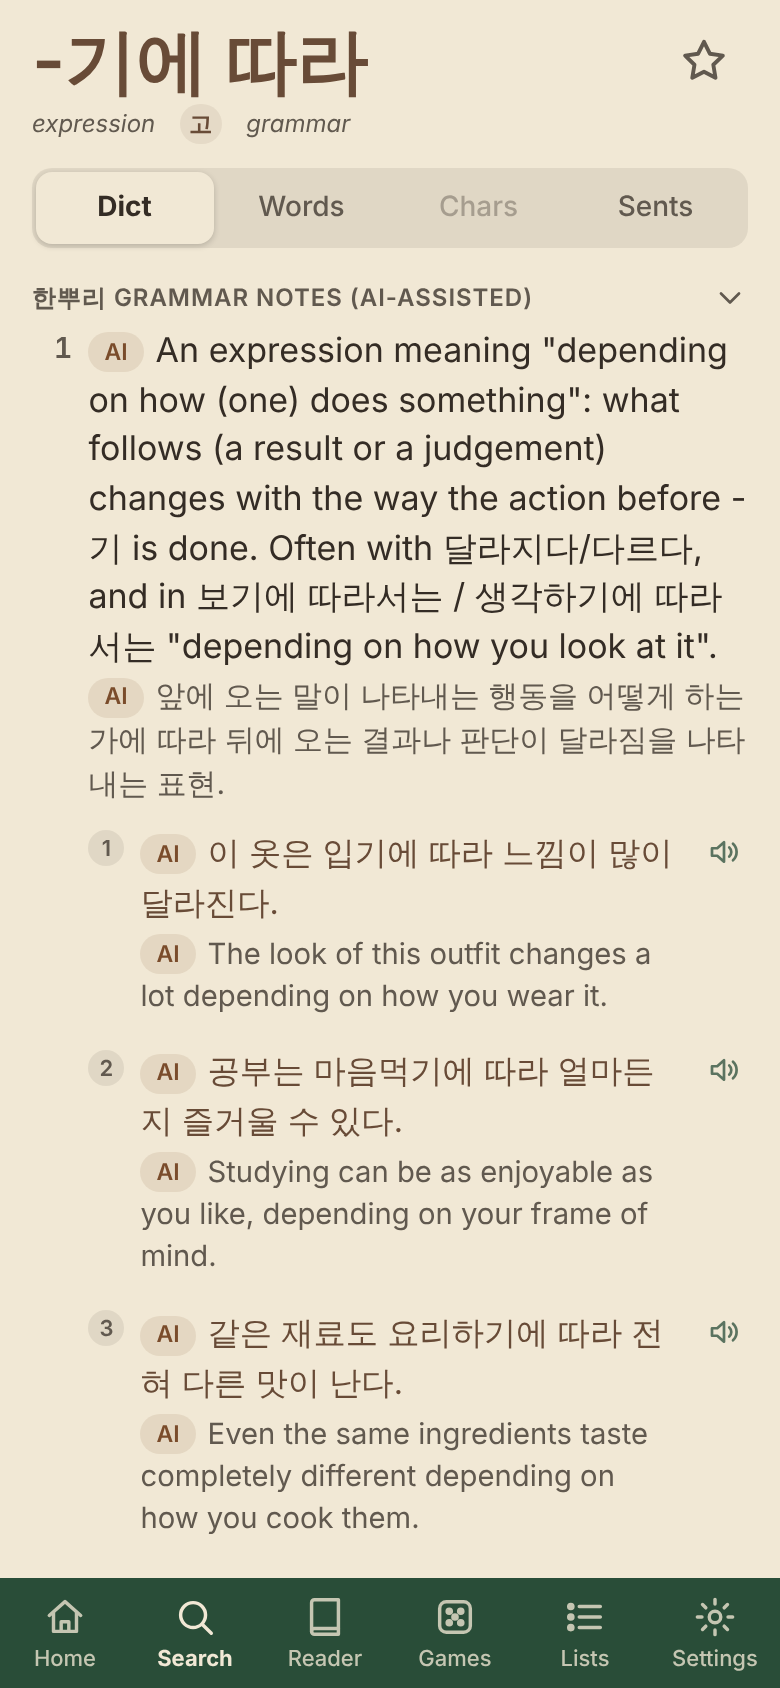 -기에 따라
expression 고 grammar
Dict Words Chars Sents
한뿌리 GRAMMAR NOTES (AI-ASSISTED)
1 AI An expression meaning "depending
on how (one) does something": what
follows (a result or a judgement)
changes with the way the action before -
기 is done. Often with 달라지다/다르다,
and in 보기에 따라서는 / 생각하기에 따라
서는 "depending on how you look at it".
AI 앞에 오는 말이 나타내는 행동을 어떻게 하는
가에 따라 뒤에 오는 결과나 판단이 달라짐을 나타
내는 표현.
1 AI 이 옷은 입기에 따라 느낌이 많이
달라진다.
AI The look of this outfit changes a
lot depending on how you wear it.
2 AI 공부는 마음먹기에 따라 얼마든
지 즐거울 수 있다.
AI Studying can be as enjoyable as
you like, depending on your frame of
mind.
3 AI 같은 재료도 요리하기에 따라 전
혀 다른 맛이 난다.
AI Even the same ingredients taste
completely different depending on
how you cook them.
Home Search Reader Games Lists Settings